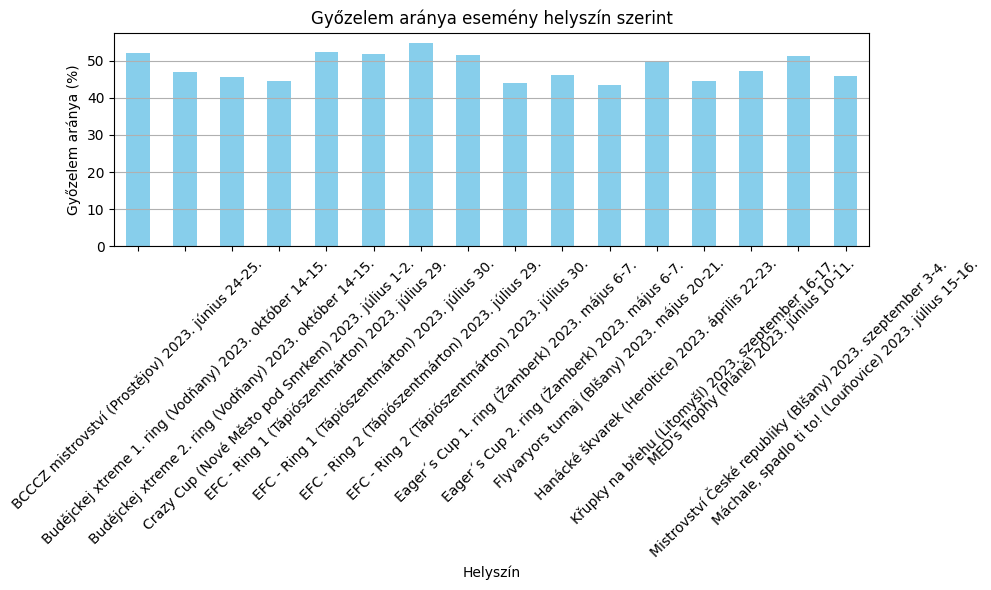 Győzelem aránya esemény helyszín szerint
Győzelem aránya (%)
50
40
30
20
10
0
BCCCZ mistrovství (Prostějov) 2023. június 24-25.
Budějckej xtreme 1. ring (Vodňany) 2023. október 14-15.
Budějckej xtreme 2. ring (Vodňany) 2023. október 14-15.
Crazy Cup (Nové Město pod Smrkem) 2023. július 1-2.
EFC - Ring 1 (Tápiószentmárton) 2023. július 29.
EFC - Ring 1 (Tápiószentmárton) 2023. július 30.
EFC - Ring 2 (Tápiószentmárton) 2023. július 29.
EFC - Ring 2 (Tápiószentmárton) 2023. július 30.
Eager´s Cup 1. ring (Žamberk) 2023. május 6-7.
Eager´s Cup 2. ring (Žamberk) 2023. május 6-7.
Flyvaryors turnaj (Blšany) 2023. május 20-21.
Hanácké škvarek (Heroltice) 2023. április 22-23.
Křupky na břehu (Litomyšl) 2023. szeptember 16-17.
MED's Trophy (Pláně) 2023. június 10-11.
Mistrovství České republiky (Blšany) 2023. szeptember 3-4.
Máchale, spadlo ti to! (Louňovice) 2023. július 15-16.
Helyszín